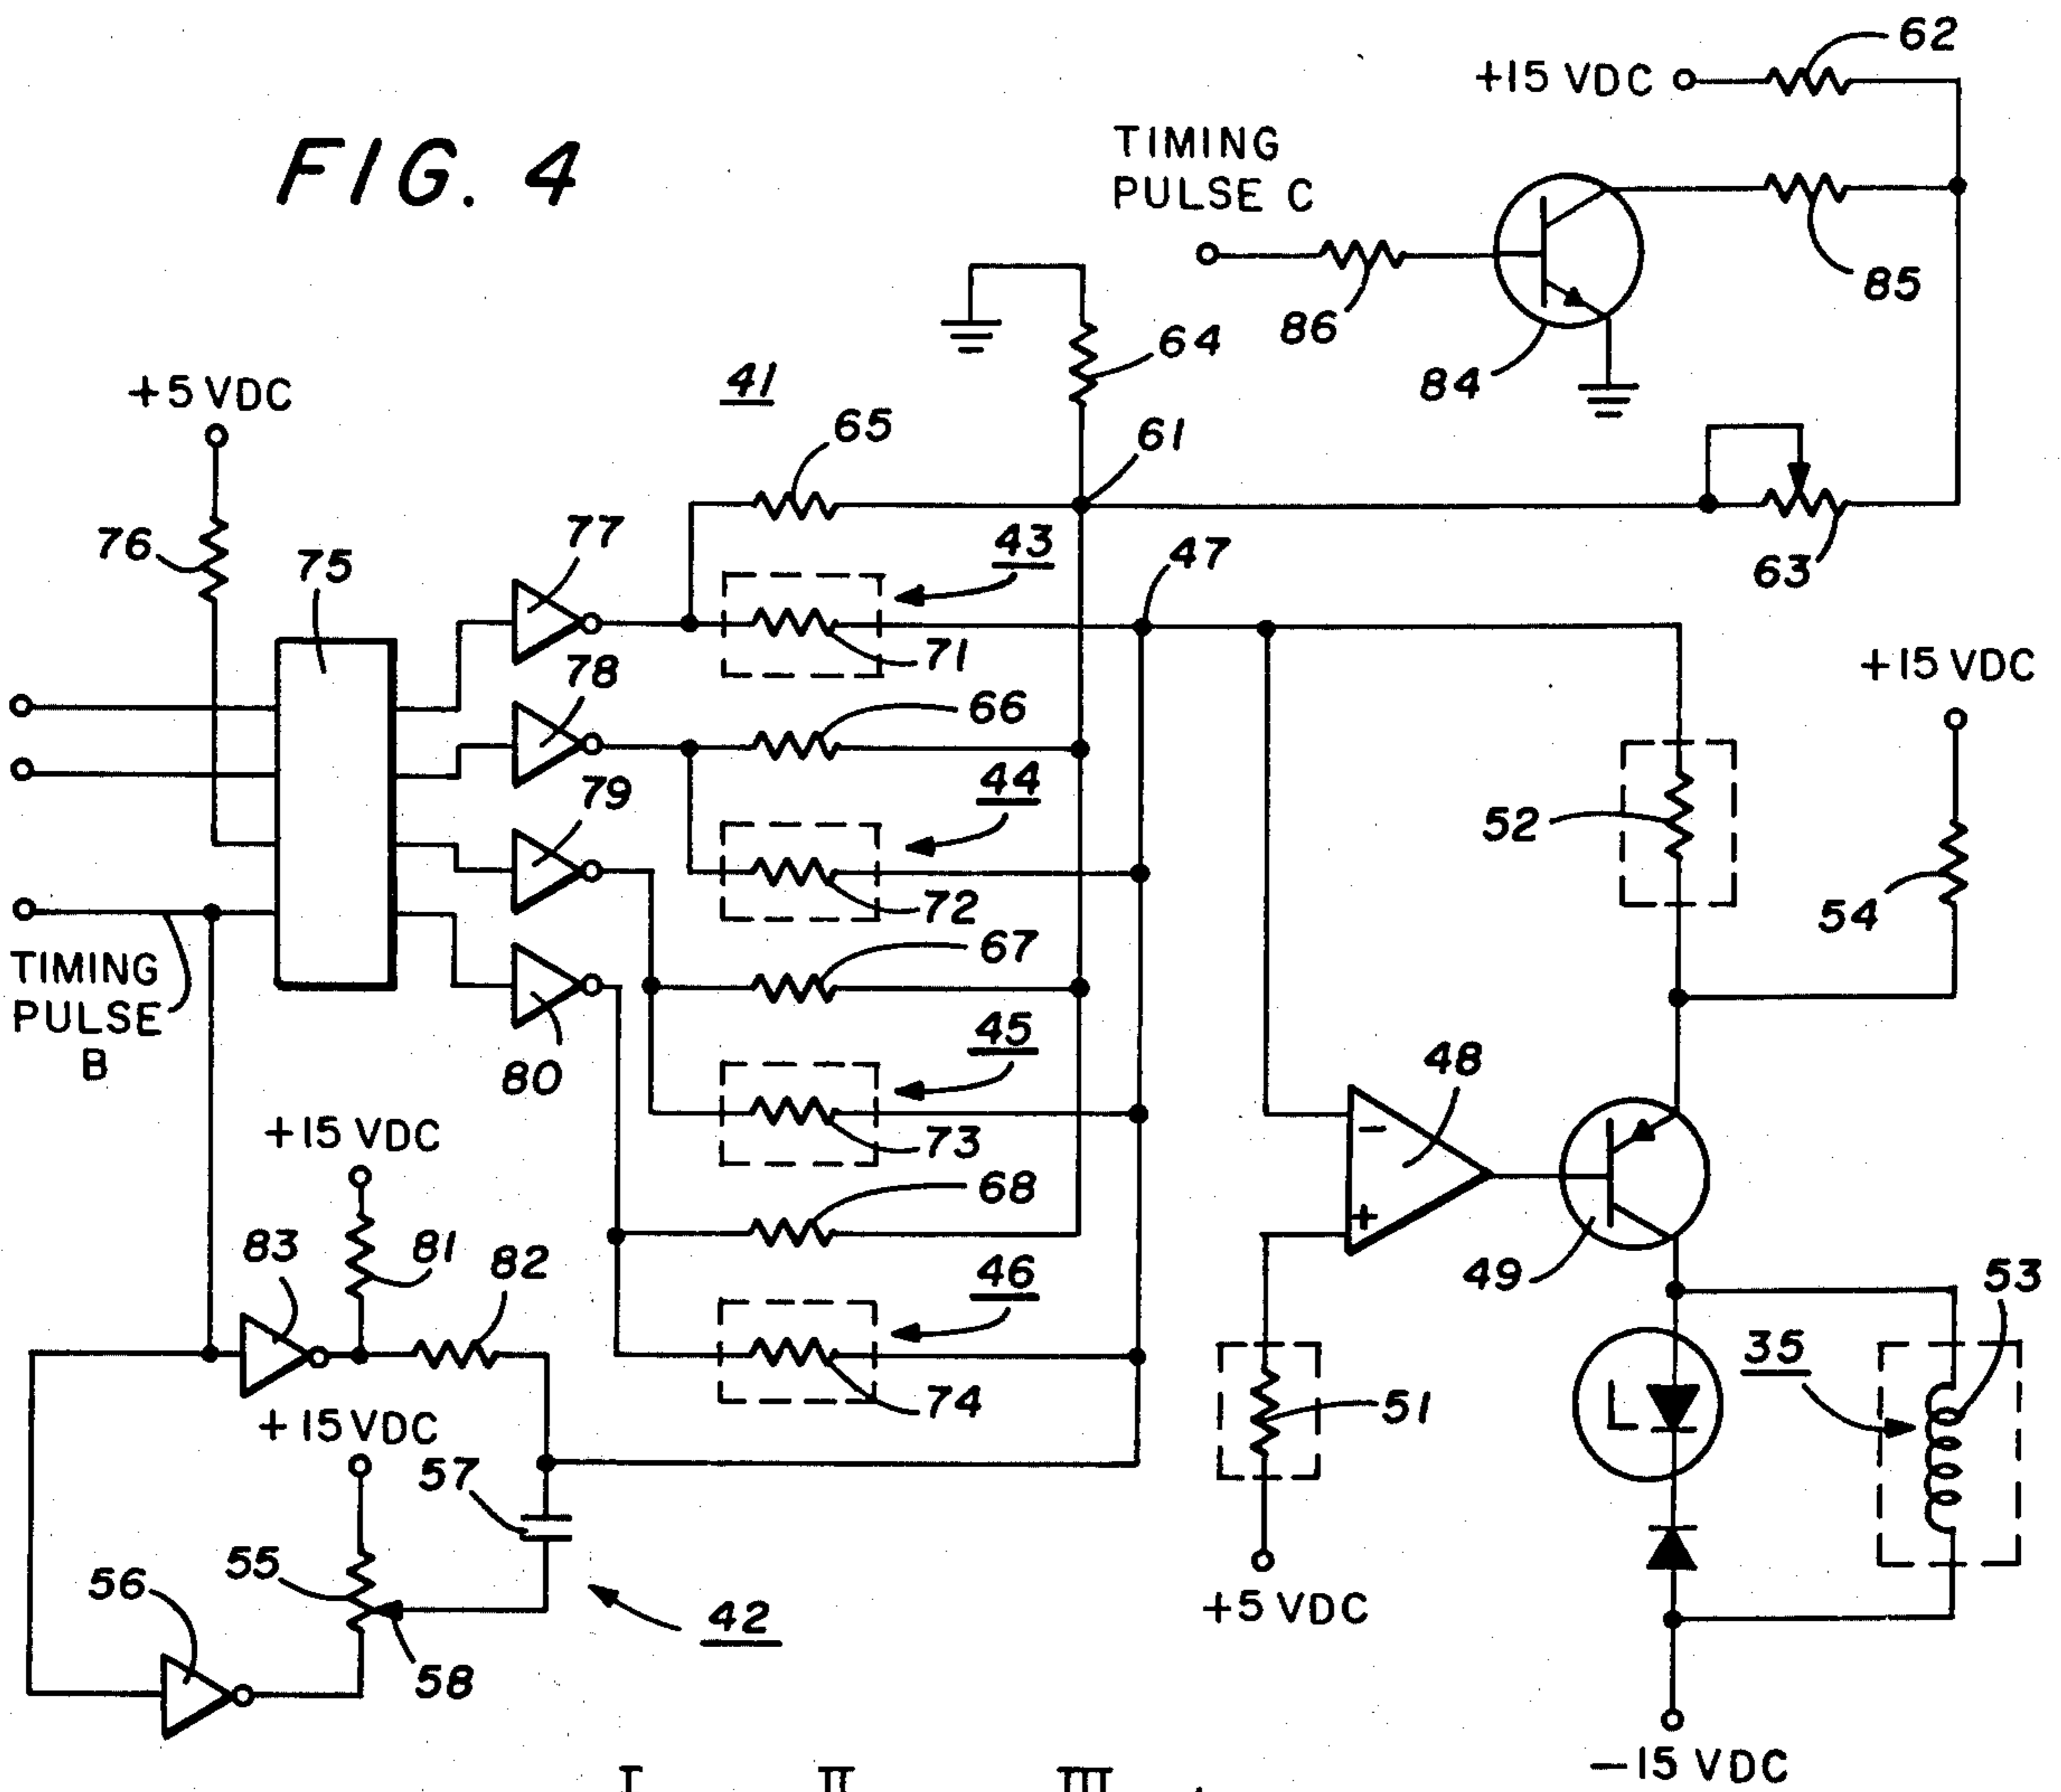 FIG. 4
+15 VDC
62
TIMING
PULSE C
86
84
85
64
41
65
61
63
+5 VDC
76
75
77
43
47
71
78
66
79
44
72
67
80
45
73
68
46
74
TIMING
PULSE
B
+15 VDC
83
81
82
+15 VDC
57
55
56
58
42
52
+15 VDC
54
48
49
51
+5 VDC
L
35
53
-15 VDC
I II III